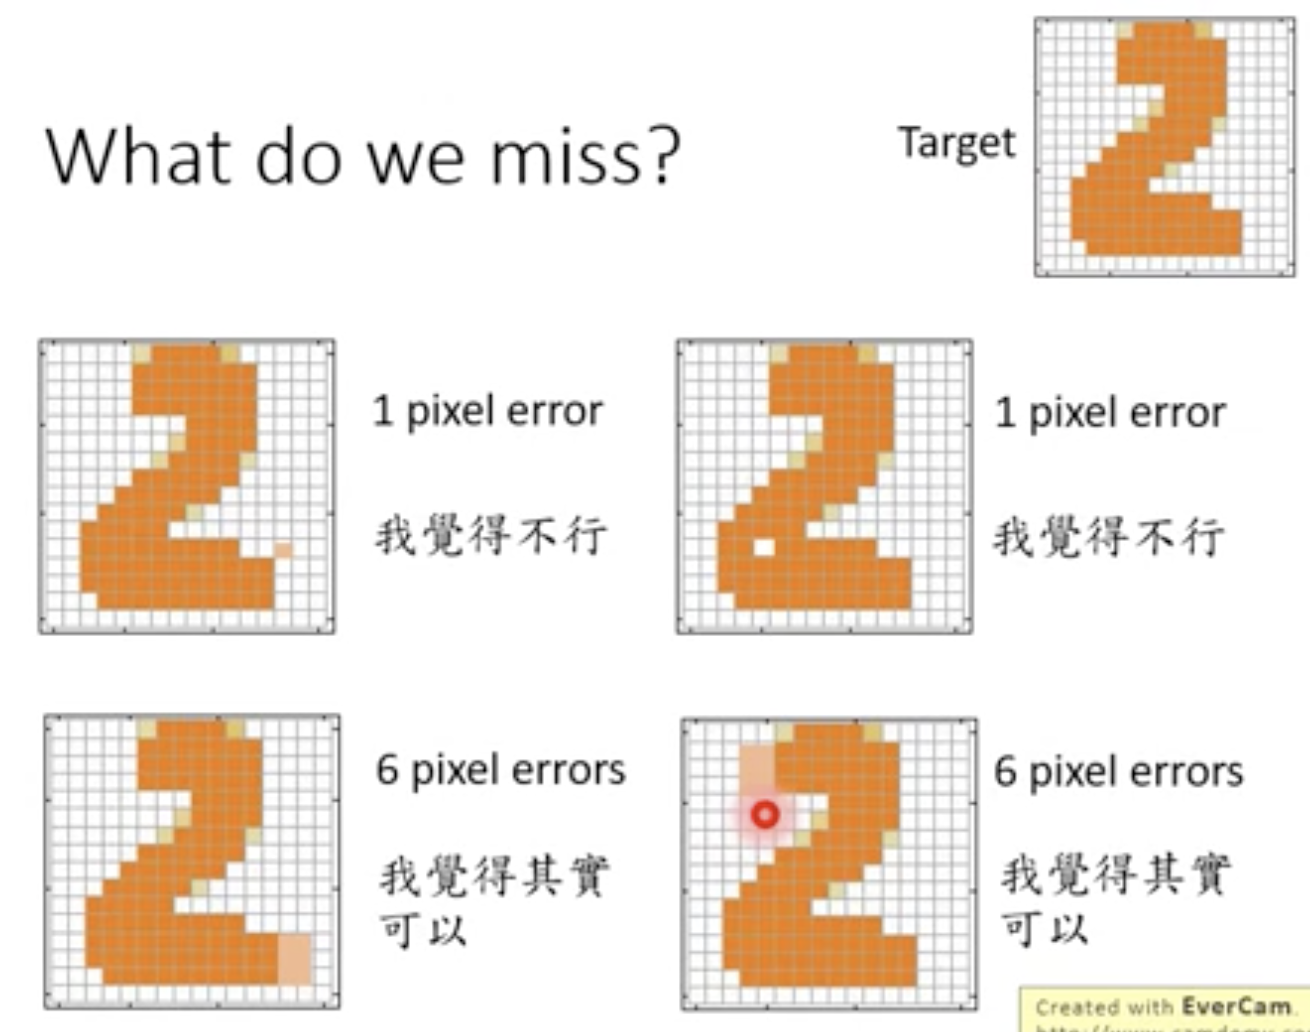 What do we miss?
Target
1 pixel error
我覺得不行
1 pixel error
我覺得不行
6 pixel errors
我覺得其實
可以
6 pixel errors
我覺得其實
可以
Created with EverCam.